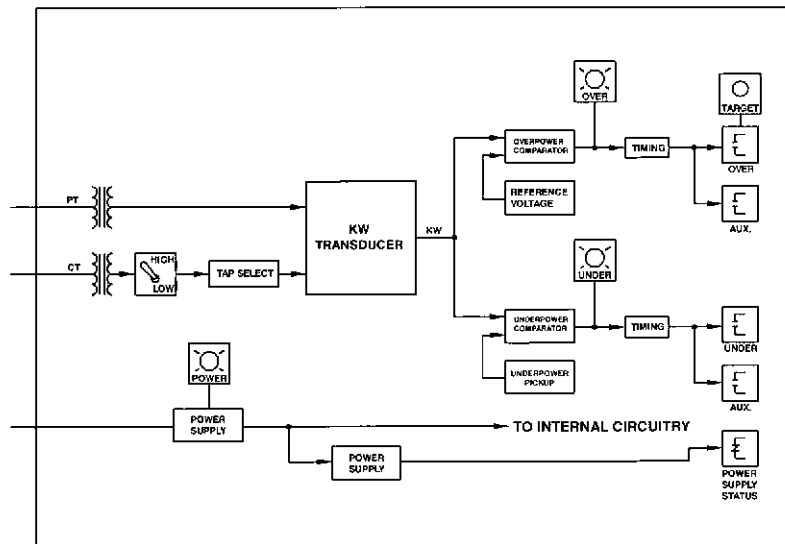 OVER
TARGET
OVERPOWER
COMPARATOR
TIMING
OVER
REFERENCE
VOLTAGE
AUX.
PT
KW
TRANSDUCER
KW
CT
HIGH
LOW
TAP SELECT
UNDER
UNDERPOWER
COMPARATOR
TIMING
UNDER
UNDERPOWER
PICKUP
AUX.
POWER
POWER
SUPPLY
TO INTERNAL CIRCUITRY
POWER
SUPPLY
POWER
SUPPLY
STATUS